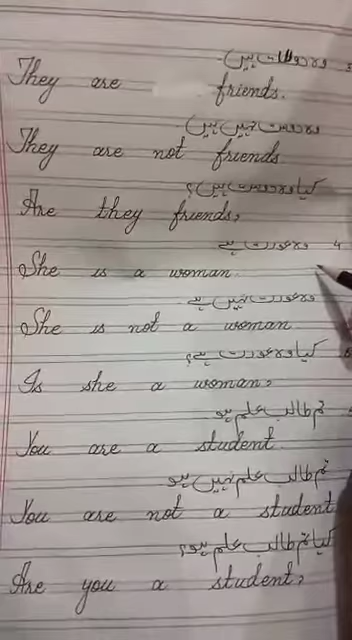 وہ دوست ہیں۔
They are friends.
وہ دوست نہیں ہیں
They are not friends
کیا وہ دوست ہیں؟
Are they friends?
4 وہ عورت ہے
She is a woman.
وہ عورت نہیں ہے
She is not a woman
کیا وہ عورت ہے؟
Is she a woman?
تم طالب علم ہو
You are a student.
تم طالب علم نہیں ہو
You are not a student
کیا تم طالب علم ہو؟
Are you a student?